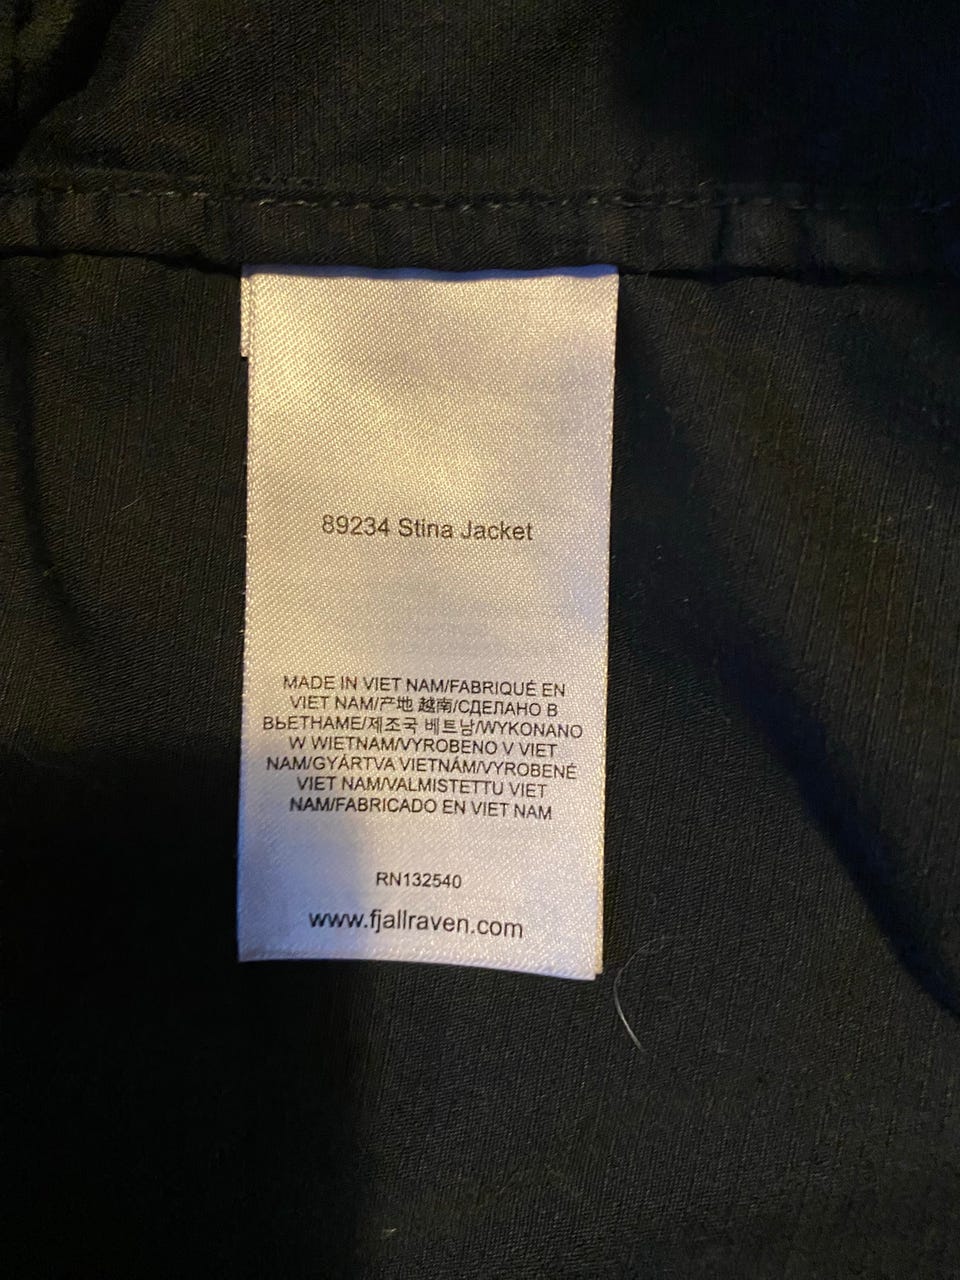 89234 Stina Jacket
MADE IN VIET NAM/FABRIQUÉ EN
VIET NAM/产地 越南/СДЕЛАНО В
ВЬЕТНАМЕ/제조국 베트남/WYKONANO
W WIETNAM/VYROBENO V VIET
NAM/GYÁRTVA VIETNÁM/VYROBENÉ
VIET NAM/VALMISTETTU VIET
NAM/FABRICADO EN VIET NAM
RN132540
www.fjallraven.com